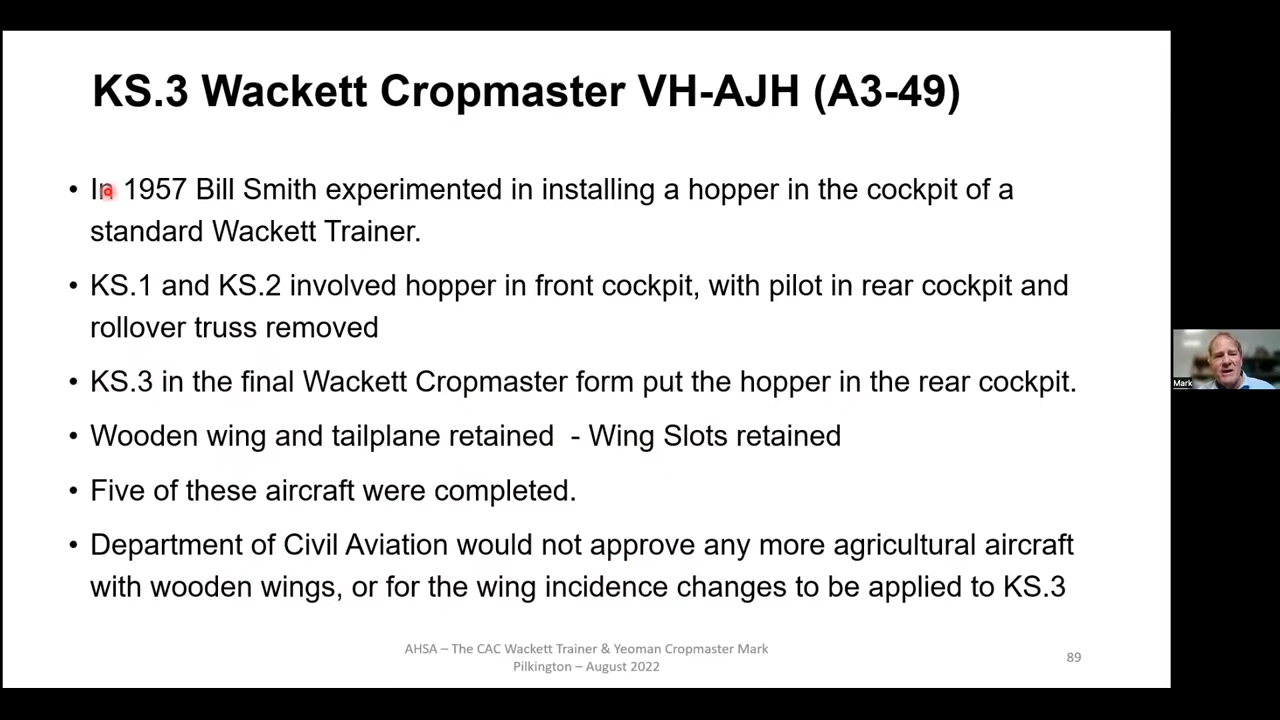 KS.3 Wackett Cropmaster VH-AJH (A3-49)
• In 1957 Bill Smith experimented in installing a hopper in the cockpit of a
standard Wackett Trainer.
• KS.1 and KS.2 involved hopper in front cockpit, with pilot in rear cockpit and
rollover truss removed
• KS.3 in the final Wackett Cropmaster form put the hopper in the rear cockpit.
• Wooden wing and tailplane retained - Wing Slots retained
• Five of these aircraft were completed.
• Department of Civil Aviation would not approve any more agricultural aircraft
with wooden wings, or for the wing incidence changes to be applied to KS.3
AHSA – The CAC Wackett Trainer & Yeoman Cropmaster Mark
Pilkington – August 2022
89
Mark